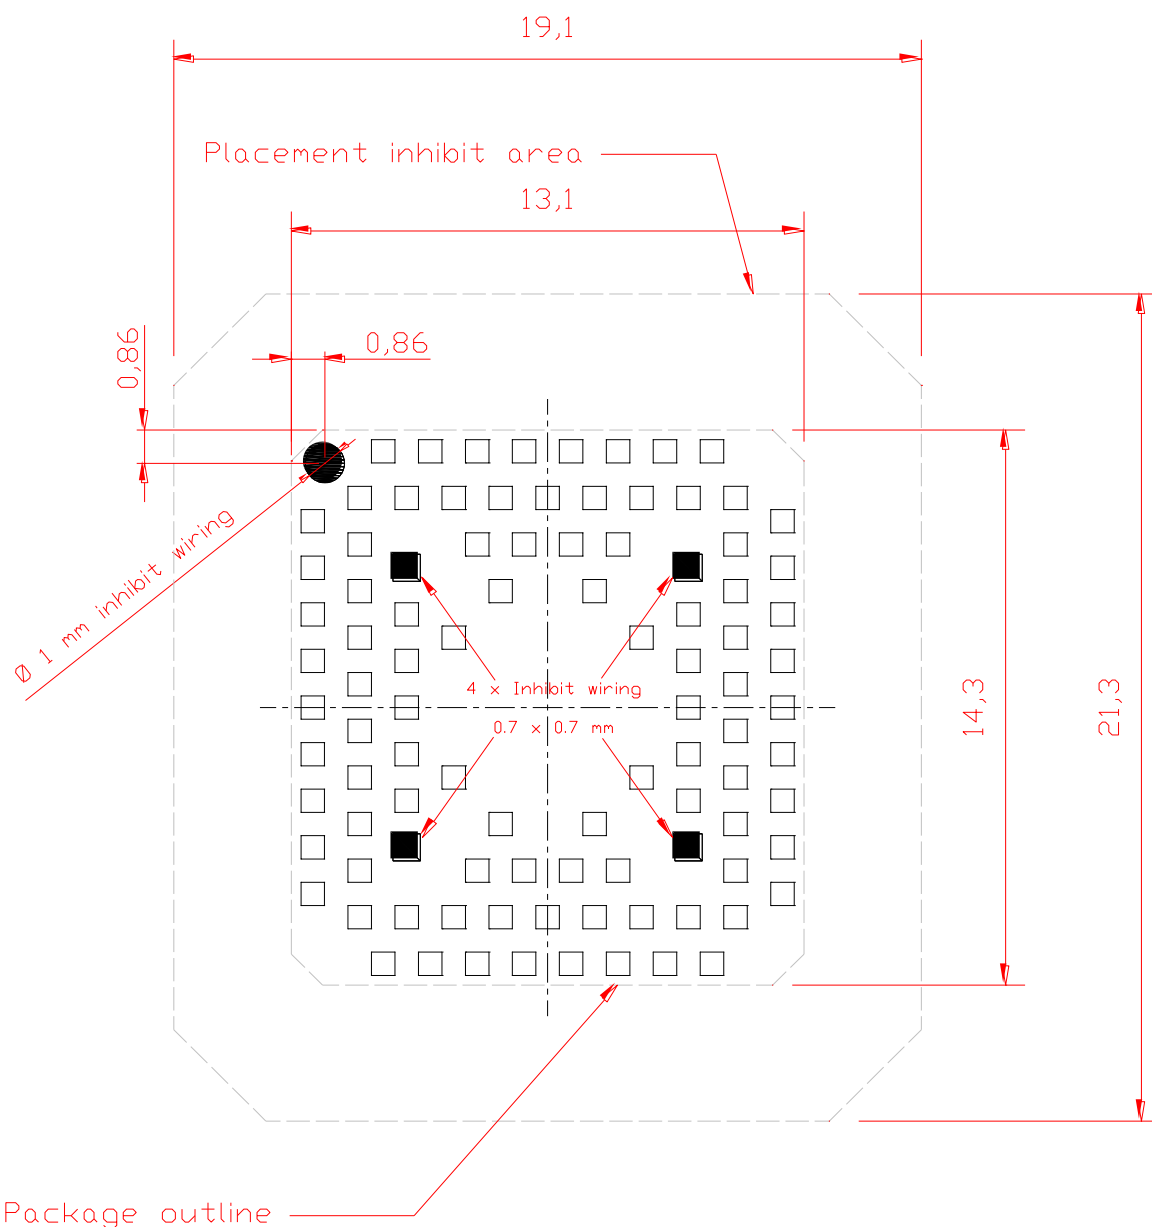 19,1
Placement inhibit area
13,1
0,86
0,86
Ø 1 mm inhibit wiring
4 x Inhibit wiring
0.7 x 0.7 mm
14,3
21,3
Package outline